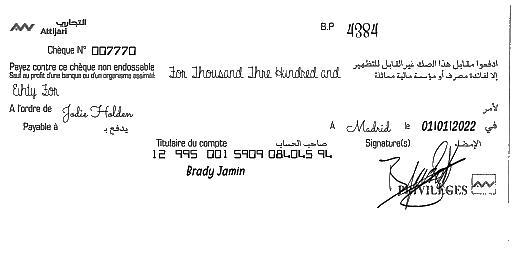 التجاري
Attijari
B.P 4384
Chèque N° 007770
Payez contre ce chèque non endossable
Sauf au profit d'une banque ou d'un organisme assimilé
For Thousand Thre Hundred and
ادفعوا مقابل هذا الصك غير القابل للتظهير
إلا لفائدة مصرف أو مؤسسة مالية مماثلة
Eihty For
A l'ordre de Jodie Holden
لأمر
Payable à
يدفع بـ
A Madrid le 01/01/2022 في
Titulaire du compte صاحب الحساب
Signature(s) الإمضاء
12 995 001 5909 084045 94
Brady Jamin
PRIVILEGES